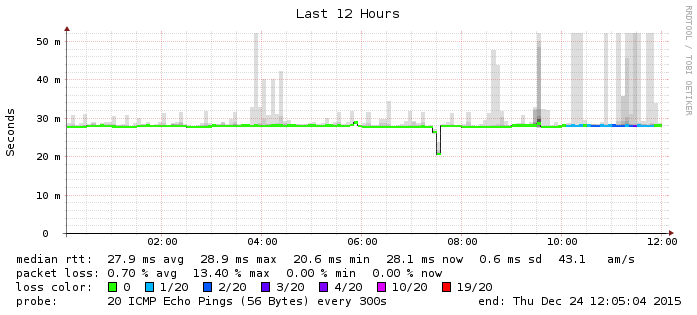 Last 12 Hours
RRDTOOL / TOBI OETIKER
Seconds
50 m
40 m
30 m
20 m
10 m
0
02:00 04:00 06:00 08:00 10:00 12:00
median rtt: 27.9 ms avg 28.9 ms max 20.6 ms min 28.1 ms now 0.6 ms sd 43.1 am/s
packet loss: 0.70 % avg 13.40 % max 0.00 % min 0.00 % now
loss color: 0 1/20 2/20 3/20 4/20 10/20 19/20
probe: 20 ICMP Echo Pings (56 Bytes) every 300s end: Thu Dec 24 12:05:04 2015